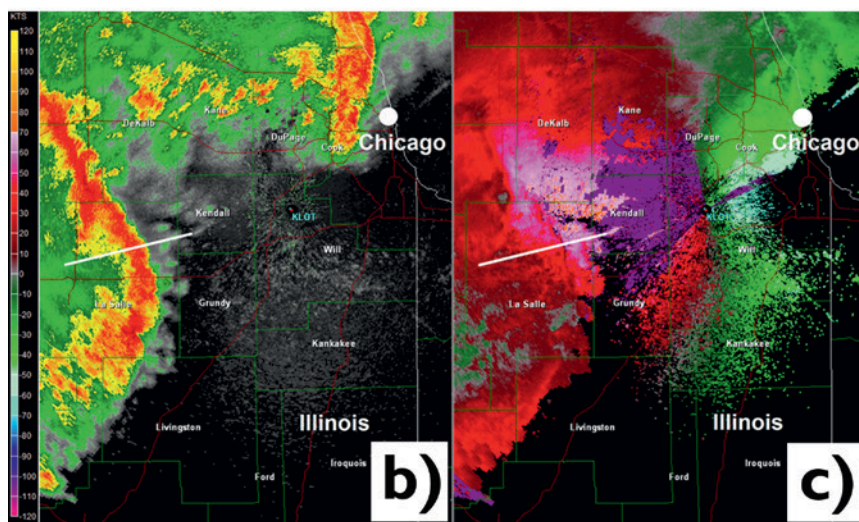 KTS
120
110
100
90
80
70
60
50
40
30
20
10
0
-10
-20
-30
-40
-50
-60
-70
-80
-90
-100
-110
-120
DeKalb
Kane
DuPage
Cook
Chicago
Kendall
KLOT
Will
La Salle
Grundy
Kankakee
Livingston
Illinois
Ford
Iroquois
b)
DeKalb
Kane
DuPage
Cook
Chicago
Kendall
KLOT
Will
La Salle
Grundy
Kankakee
Livingston
Illinois
Ford
Iroquois
c)